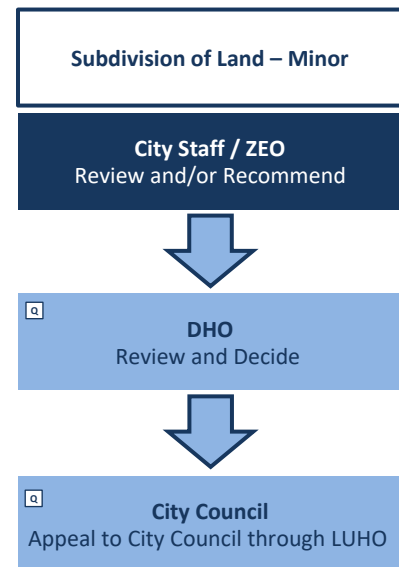 Subdivision of Land – Minor
City Staff / ZEO
Review and/or Recommend
Q
DHO
Review and Decide
Q
City Council
Appeal to City Council through LUHO